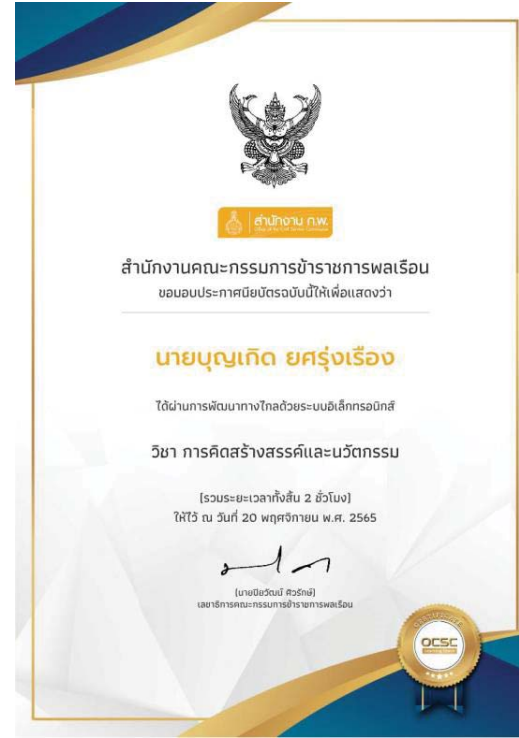 สำนักงาน ก.พ.
สำนักงานคณะกรรมการข้าราชการพลเรือน
ขอมอบประกาศนียบัตรฉบับนี้ให้เพื่อแสดงว่า
นายบุญเกิด ยศรุ่งเรือง
ได้ผ่านการพัฒนาทางไกลด้วยระบบอิเล็กทรอนิกส์
วิชา การคิดสร้างสรรค์และนวัตกรรม
(รวมระยะเวลาทั้งสิ้น 2 ชั่วโมง)
ให้ไว้ ณ วันที่ 20 พฤศจิกายน พ.ศ. 2565
(นายปิยวัฒน์ ศิวรักษ์)
เลขาธิการคณะกรรมการข้าราชการพลเรือน
OCSC